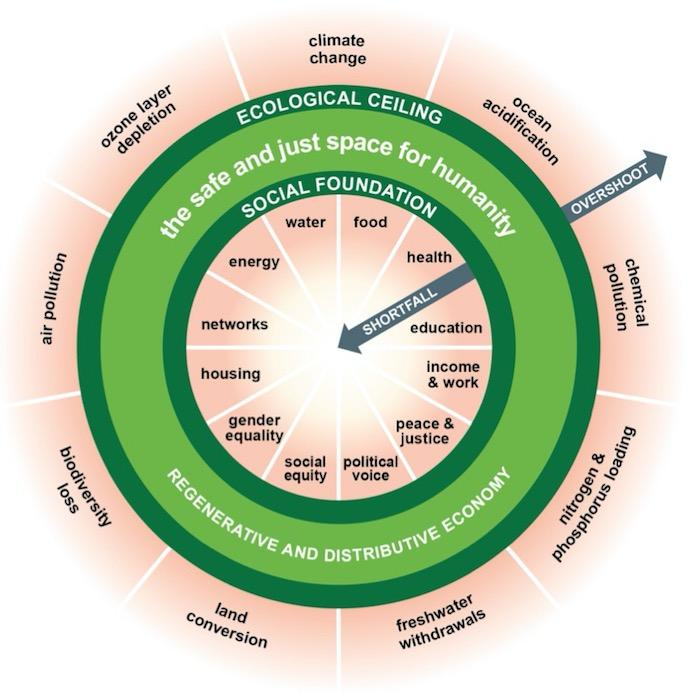 climate
change
ozone layer
depletion
ocean
acidification
ECOLOGICAL CEILING
the safe and just space for humanity
SOCIAL FOUNDATION
OVERSHOOT
water
food
energy
health
SHORTFALL
air pollution
chemical
pollution
networks
education
housing
income
& work
gender
equality
peace &
justice
social
equity
political
voice
REGENERATIVE AND DISTRIBUTIVE ECONOMY
biodiversity
loss
nitrogen &
phosphorus loading
land
conversion
freshwater
withdrawals